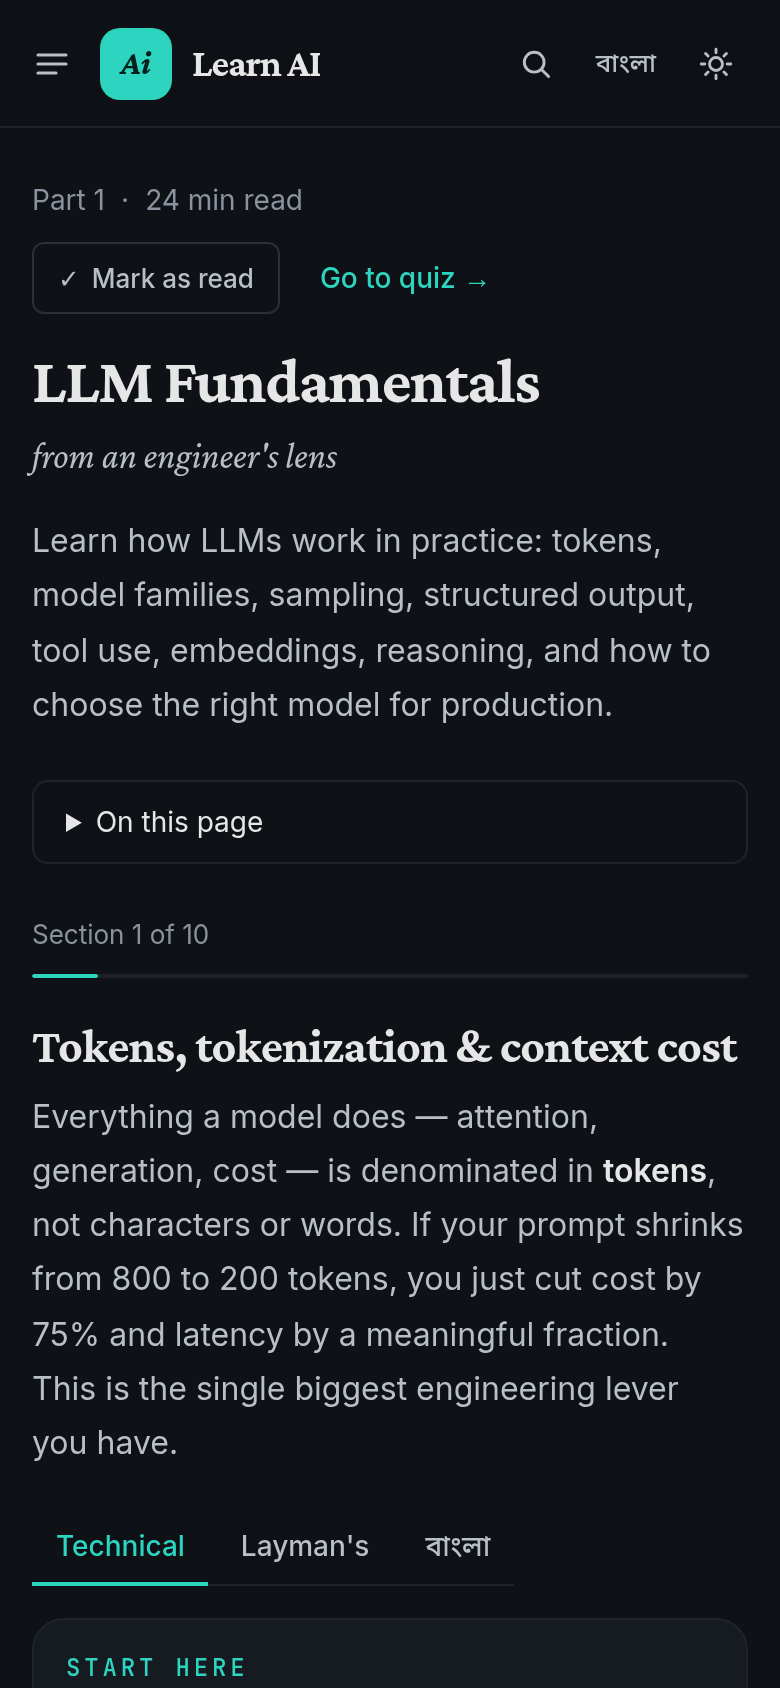 Ai Learn AI বাংলা
Part 1 · 24 min read
✓ Mark as read Go to quiz →
LLM Fundamentals
from an engineer's lens
Learn how LLMs work in practice: tokens,
model families, sampling, structured output,
tool use, embeddings, reasoning, and how to
choose the right model for production.
▶ On this page
Section 1 of 10
Tokens, tokenization & context cost
Everything a model does — attention,
generation, cost — is denominated in tokens,
not characters or words. If your prompt shrinks
from 800 to 200 tokens, you just cut cost by
75% and latency by a meaningful fraction.
This is the single biggest engineering lever
you have.
Technical Layman's বাংলা
START HERE